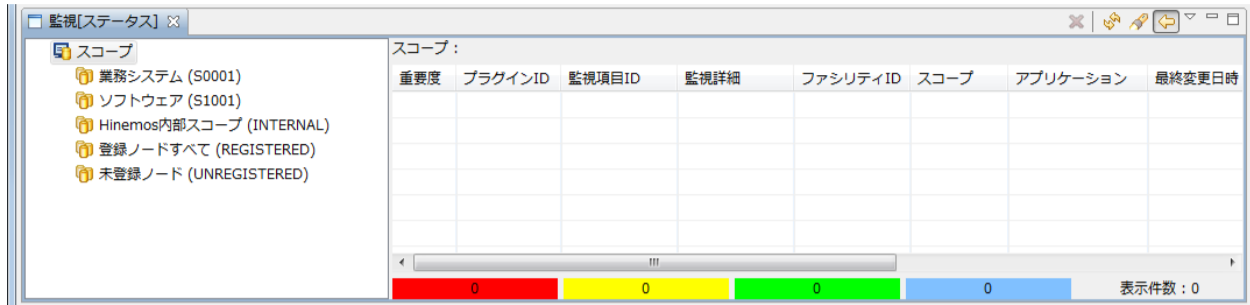 監視[ステータス]
スコープ
業務システム (S0001)
ソフトウェア (S1001)
Hinemos内部スコープ (INTERNAL)
登録ノードすべて (REGISTERED)
未登録ノード (UNREGISTERED)
スコープ：
重要度 プラグインID 監視項目ID 監視詳細 ファシリティID スコープ アプリケーション 最終変更日時
0 0 0 0 表示件数：0